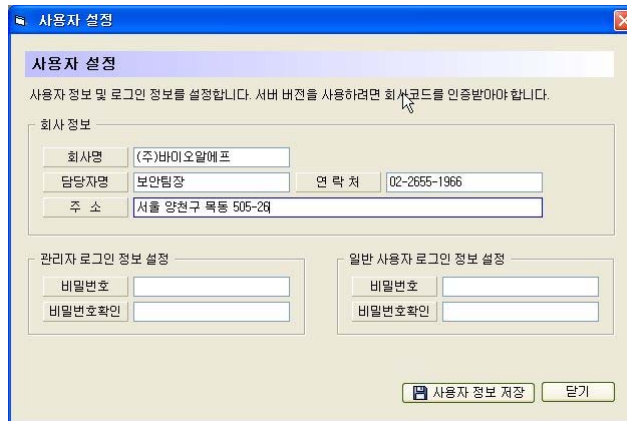 사용자 설정
사용자 설정
사용자 정보 및 로그인 정보를 설정합니다. 서버 버전을 사용하려면 회사코드를 인증받아야 합니다.
회사 정보
회사명 (주)바이오알에프
담당자명 보안팀장 연 락 처 02-2655-1966
주 소 서울 양천구 목동 505-26
관리자 로그인 정보 설정 일반 사용자 로그인 정보 설정
비밀번호 비밀번호
비밀번호확인 비밀번호확인
사용자 정보 저장 닫기